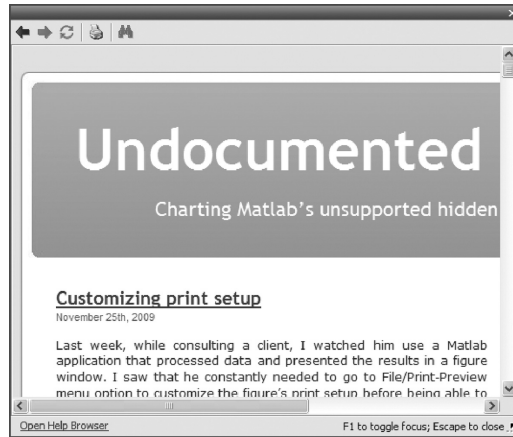 Undocumented
Charting Matlab's unsupported hidden
Customizing print setup
November 25th, 2009
Last week, while consulting a client, I watched him use a Matlab
application that processed data and presented the results in a figure
window. I saw that he constantly needed to go to File/Print-Preview
menu option to customize the figure's print setup before being able to
Open Help Browser
F1 to toggle focus; Escape to close